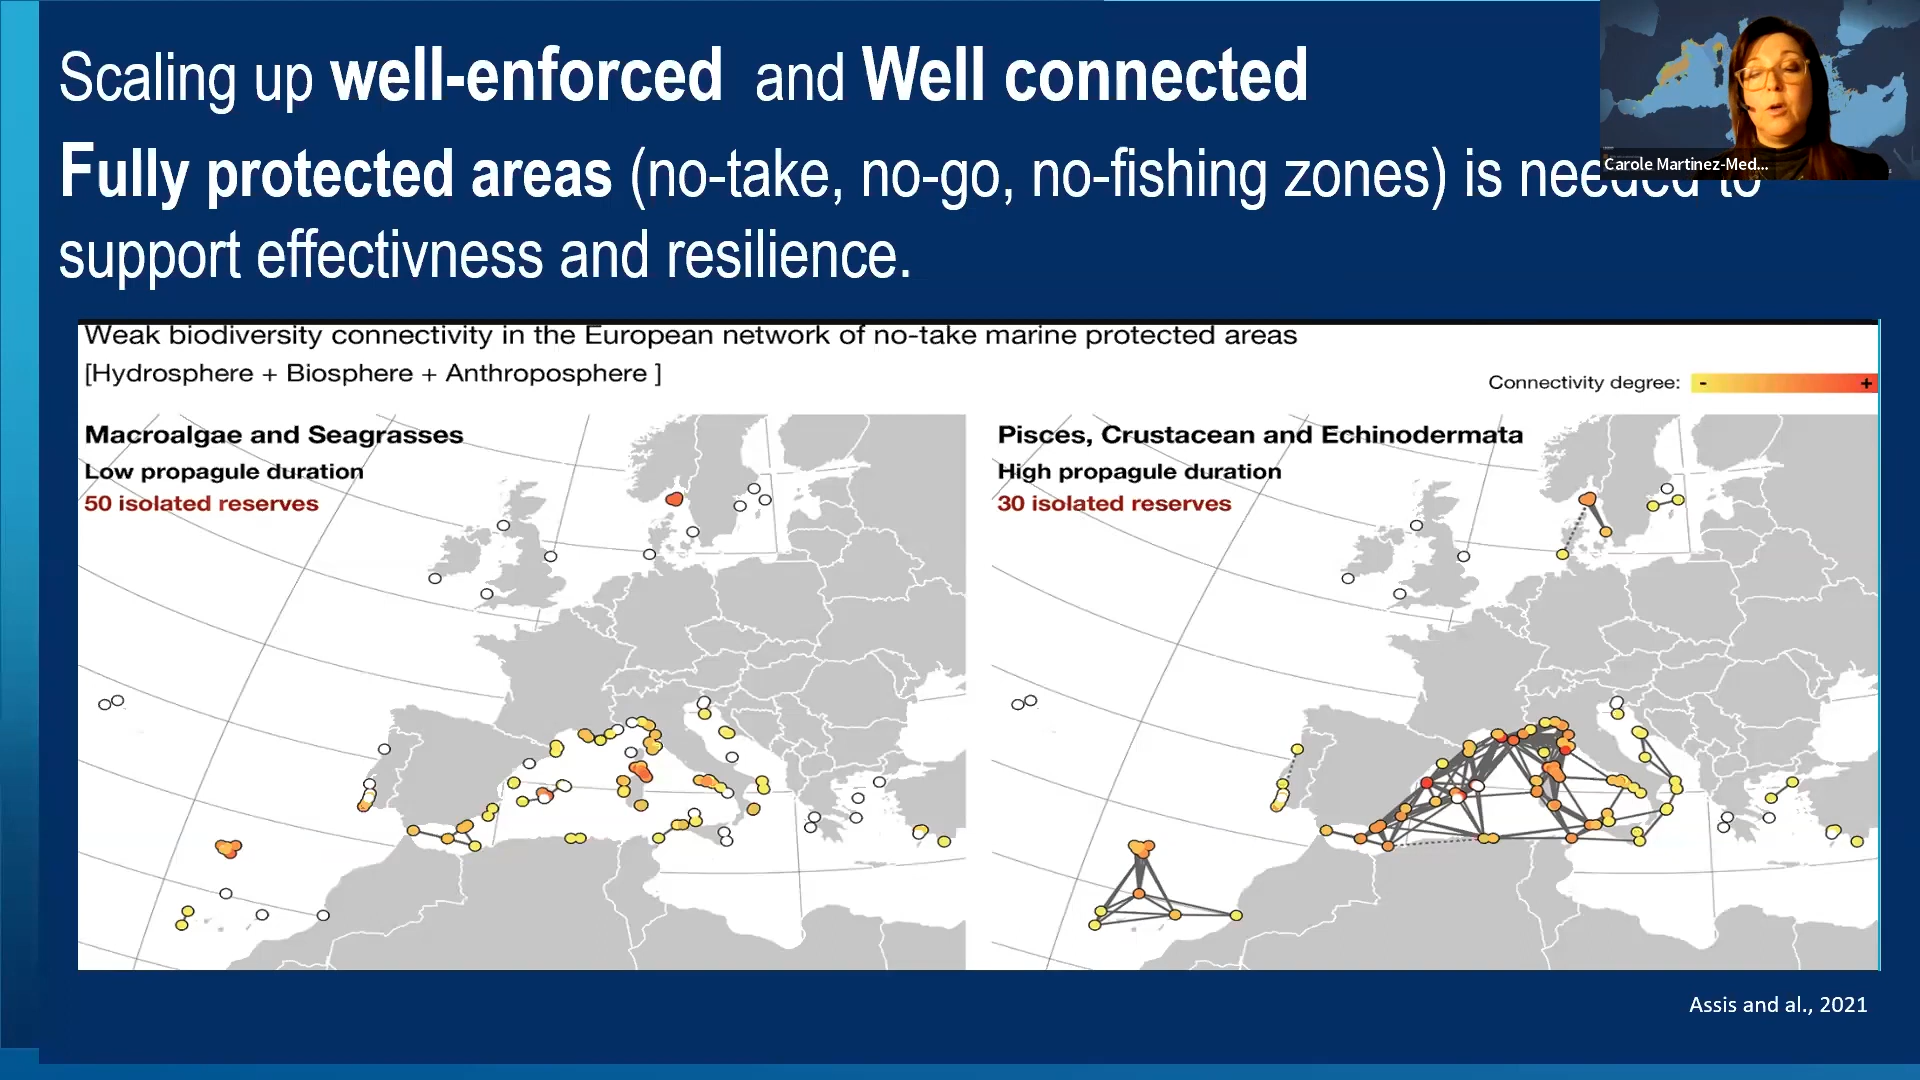 Scaling up well-enforced and Well connected
Fully protected areas (no-take, no-go, no-fishing zones) is needed to
support effectivness and resilience.
Carole Martinez-Med...
Weak biodiversity connectivity in the European network of no-take marine protected areas
[Hydrosphere + Biosphere + Anthroposphere ]
Connectivity degree: - +
Macroalgae and Seagrasses
Low propagule duration
50 isolated reserves
Pisces, Crustacean and Echinodermata
High propagule duration
30 isolated reserves
Assis and al., 2021